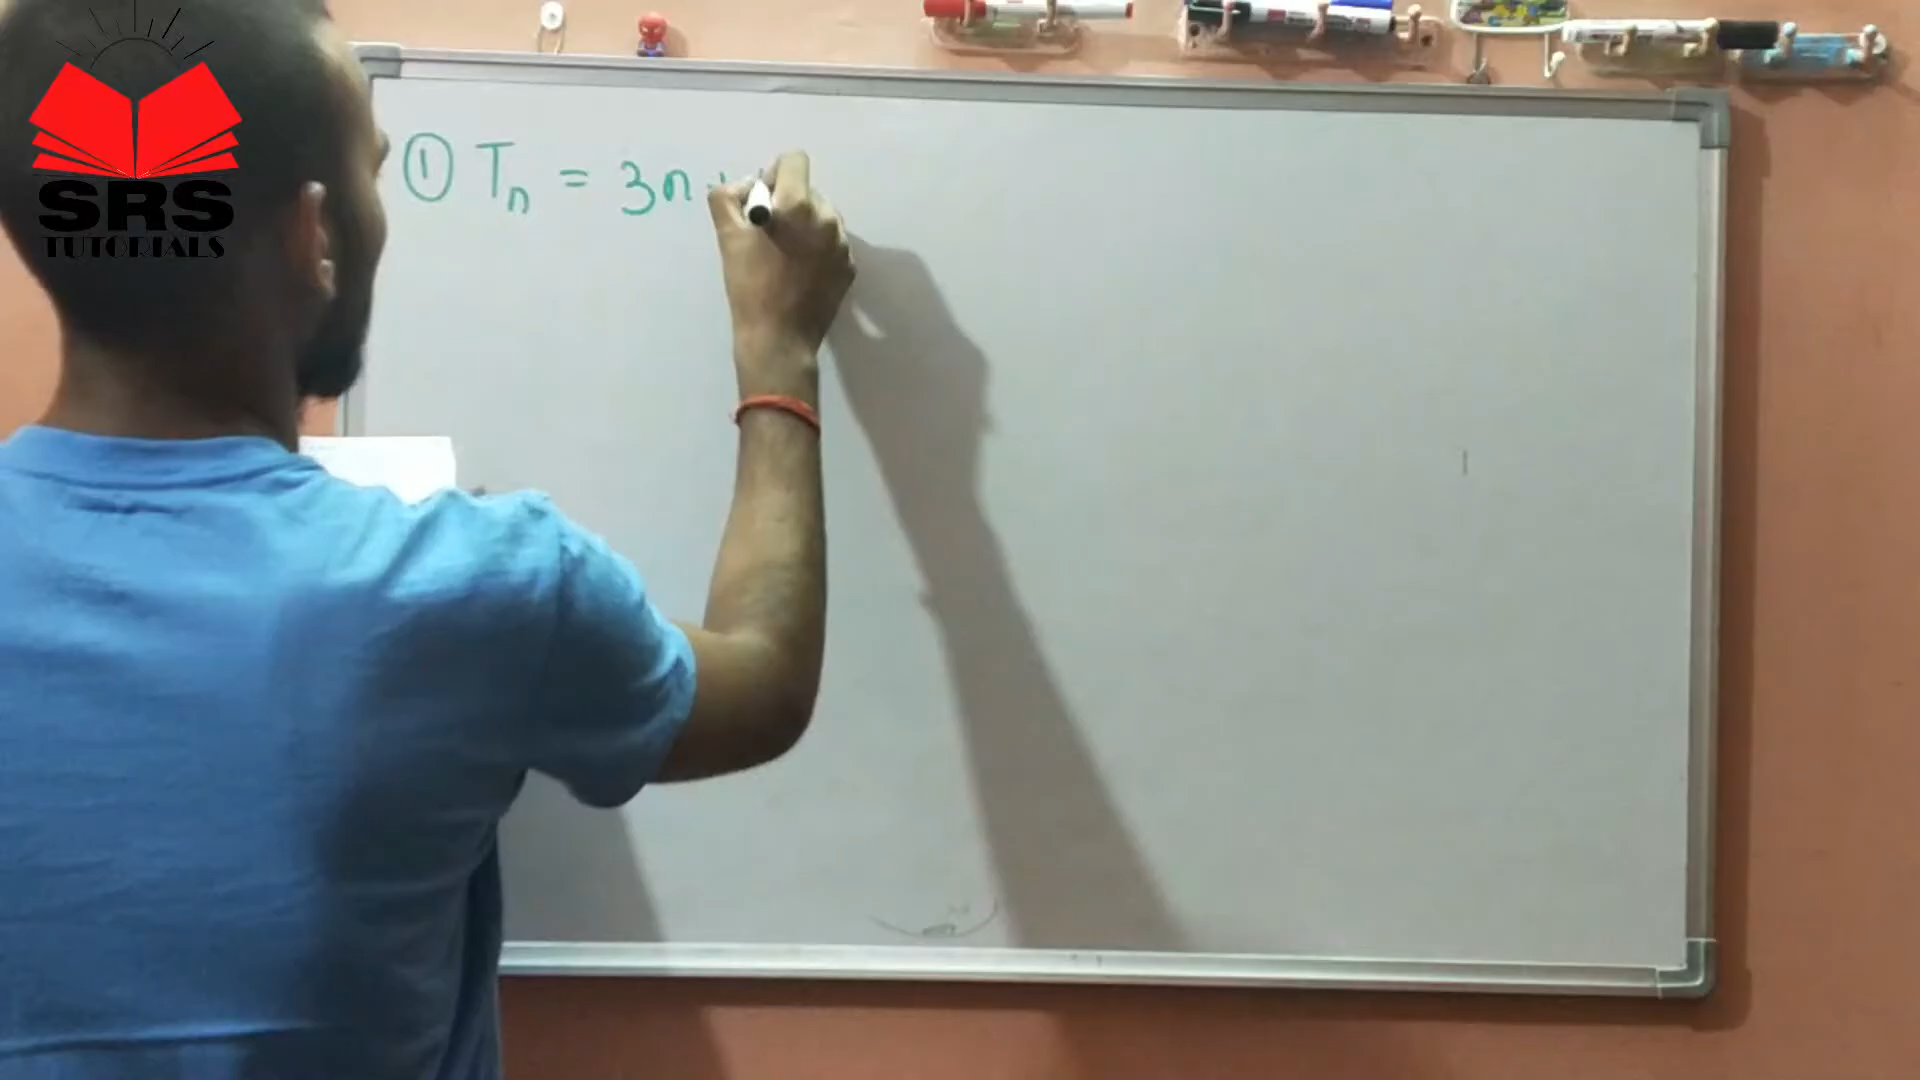 SRS
TUTORIALS
① Tn = 3n